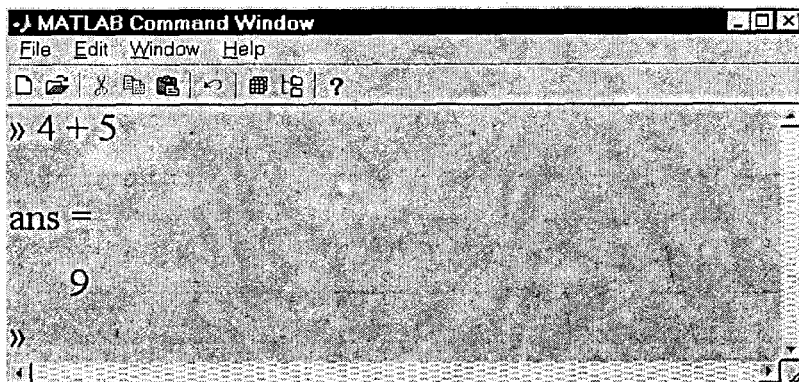 MATLAB Command Window
File Edit Window Help
?
» 4 + 5
ans =
9
»